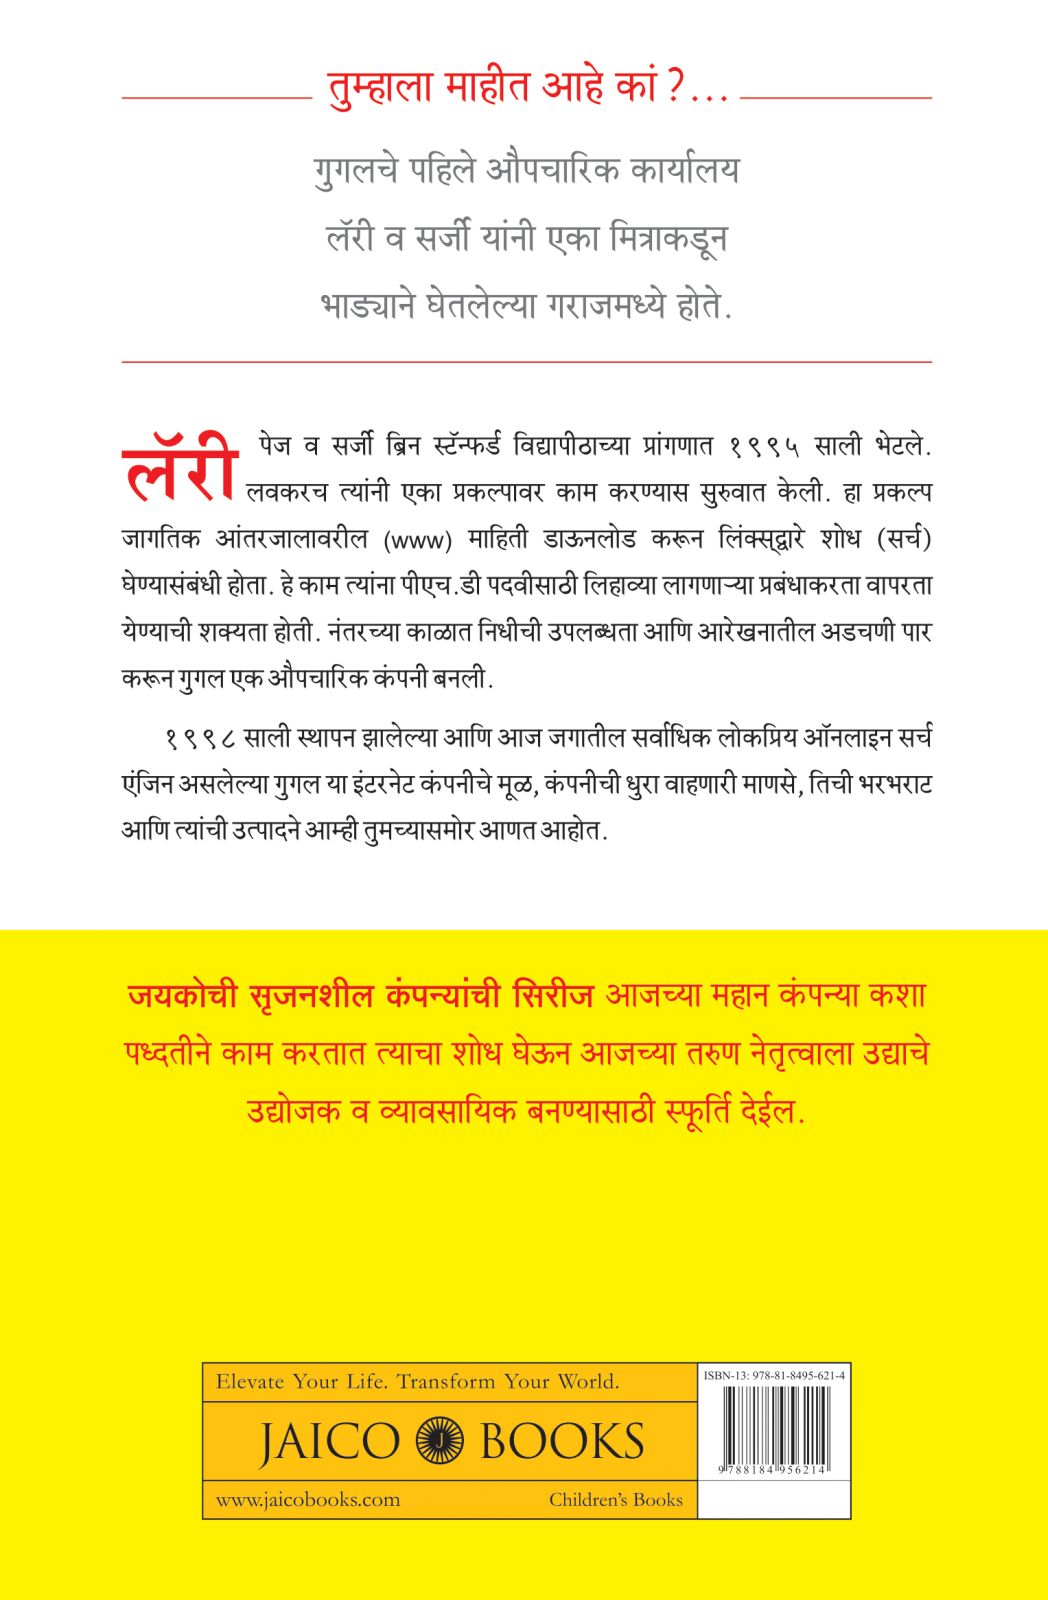 तुम्हाला माहीत आहे कां ?...
गुगलचे पहिले औपचारिक कार्यालय
लॅरी व सर्जी यांनी एका मित्राकडून
भाड्याने घेतलेल्या गराजमध्ये होते.
लॅरी पेज व सर्जी ब्रिन स्टॅन्फर्ड विद्यापीठाच्या प्रांगणात १९९५ साली भेटले.
लवकरच त्यांनी एका प्रकल्पावर काम करण्यास सुरुवात केली. हा प्रकल्प
जागतिक आंतरजालावरील (www) माहिती डाऊनलोड करून लिंक्स्‌द्वारे शोध (सर्च)
घेण्यासंबंधी होता. हे काम त्यांना पीएच.डी पदवीसाठी लिहाव्या लागणाऱ्या प्रबंधाकरता वापरता
येण्याची शक्यता होती. नंतरच्या काळात निधीची उपलब्धता आणि आरेखनातील अडचणी पार
करून गुगल एक औपचारिक कंपनी बनली.
१९९८ साली स्थापन झालेल्या आणि आज जगातील सर्वाधिक लोकप्रिय ऑनलाइन सर्च
एंजिन असलेल्या गुगल या इंटरनेट कंपनीचे मूळ, कंपनीची धुरा वाहणारी माणसे, तिची भरभराट
आणि त्यांची उत्पादने आम्ही तुमच्यासमोर आणत आहोत.
जयकोची सृजनशील कंपन्यांची सिरीज आजच्या महान कंपन्या कशा
पध्दतीने काम करतात त्याचा शोध घेऊन आजच्या तरुण नेतृत्वाला उद्याचे
उद्योजक व व्यावसायिक बनण्यासाठी स्फूर्ति देईल.
Elevate Your Life. Transform Your World.
JAICO J BOOKS
www.jaicobooks.com Children's Books
ISBN-13: 978-81-8495-621-4
9 788184 956214